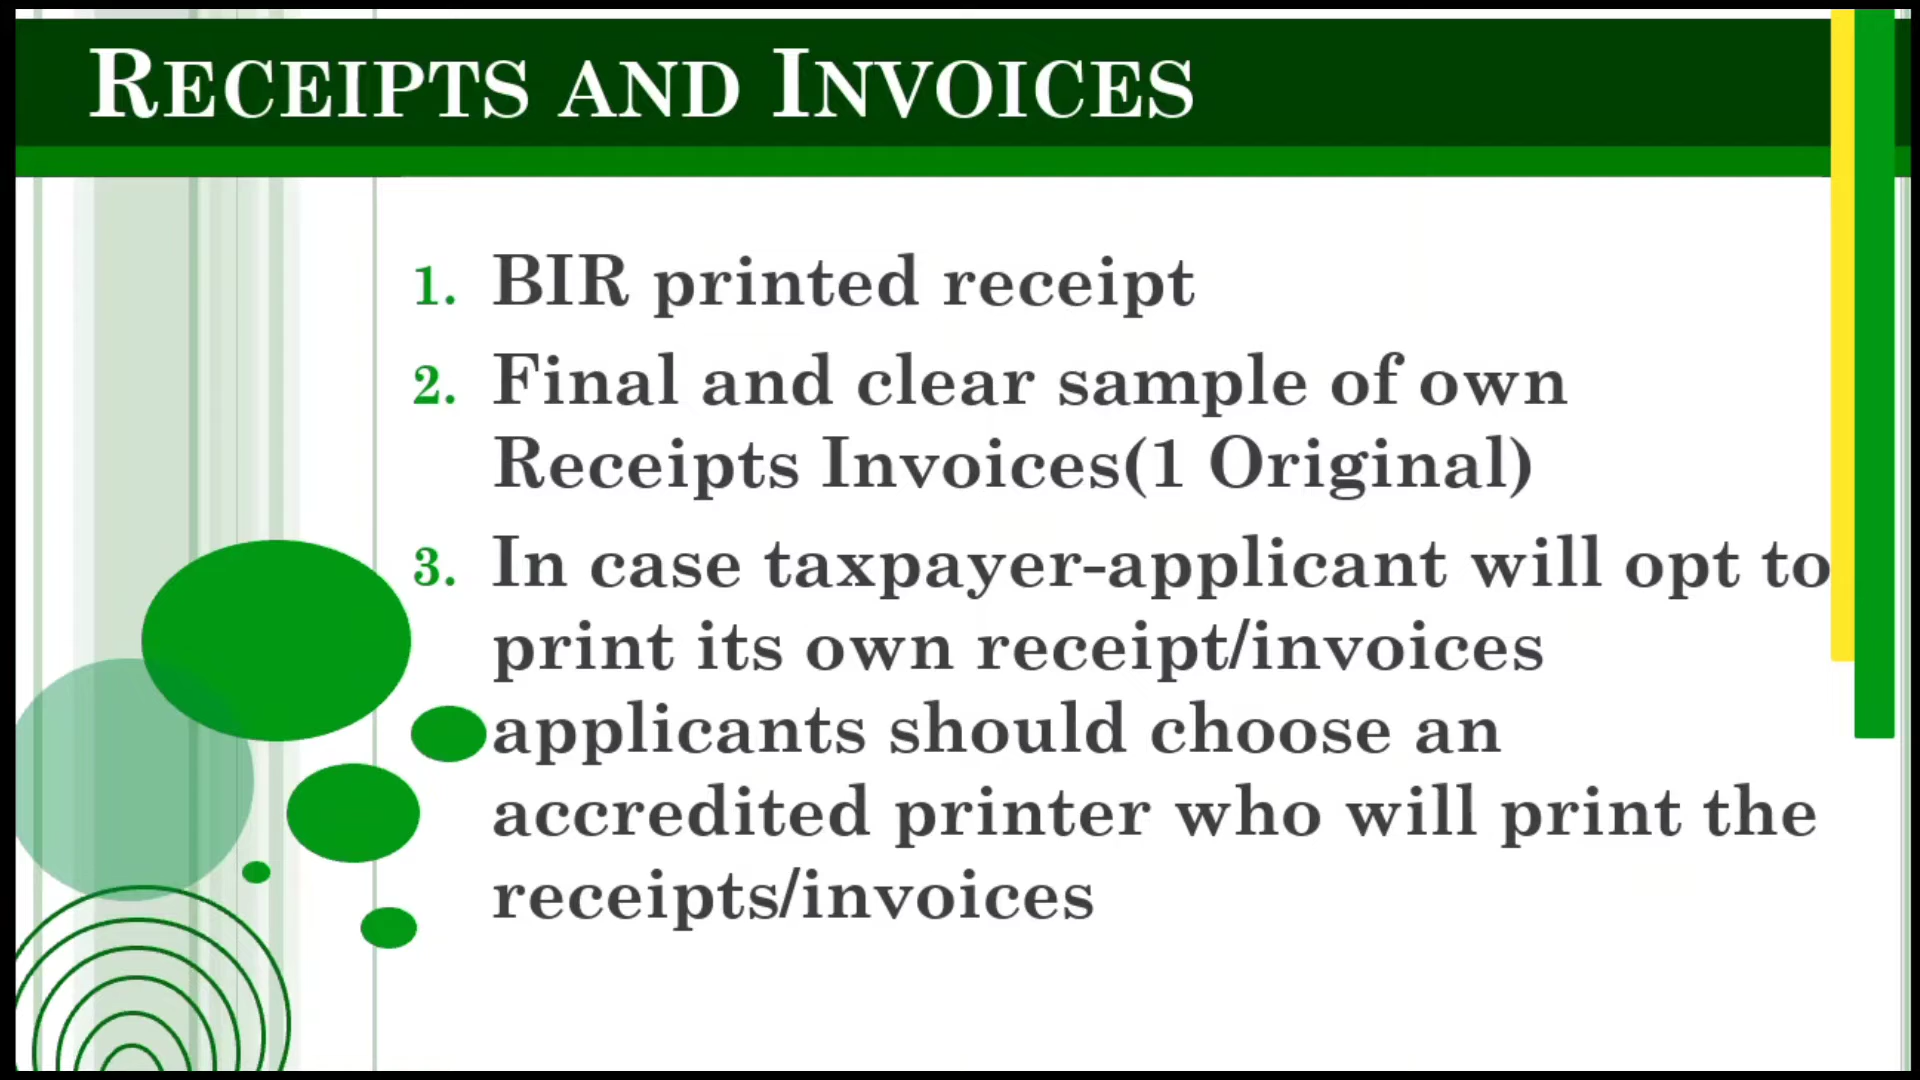 RECEIPTS AND INVOICES
1. BIR printed receipt
2. Final and clear sample of own
Receipts Invoices(1 Original)
3. In case taxpayer-applicant will opt to
print its own receipt/invoices
applicants should choose an
accredited printer who will print the
receipts/invoices